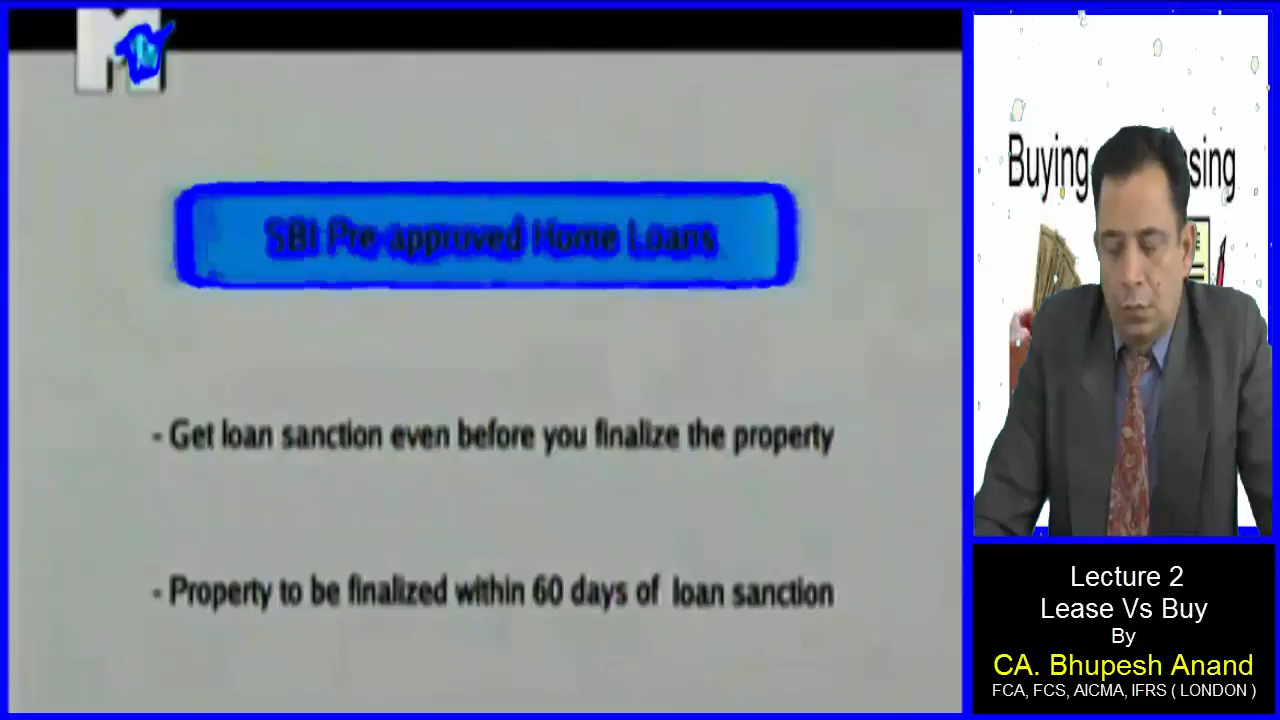 SBI Pre-approved Home Loans
- Get loan sanction even before you finalize the property
- Property to be finalized within 60 days of loan sanction
Buying
sing
Lecture 2
Lease Vs Buy
By
CA. Bhupesh Anand
FCA, FCS, AICMA, IFRS ( LONDON )